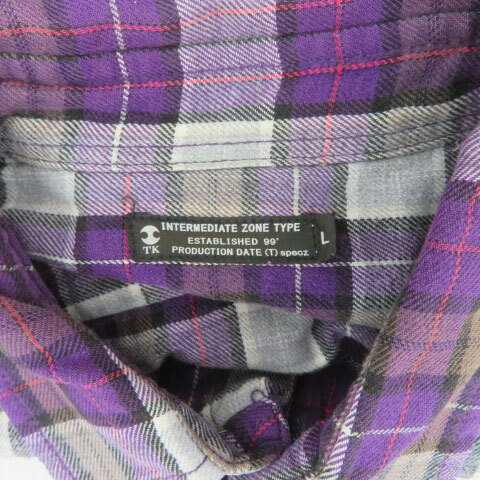 TK
INTERMEDIATE ZONE TYPE
ESTABLISHED 99'
PRODUCTION DATE (T) specz
L